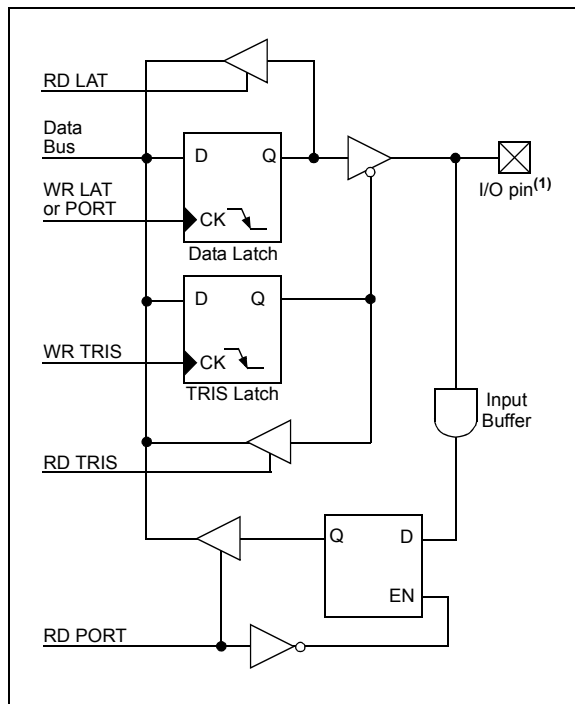 RD LAT
Data
Bus
D Q
WR LAT
or PORT
CK
Data Latch
I/O pin(1)
D Q
WR TRIS
CK
TRIS Latch
Input
Buffer
RD TRIS
Q D
EN
RD PORT